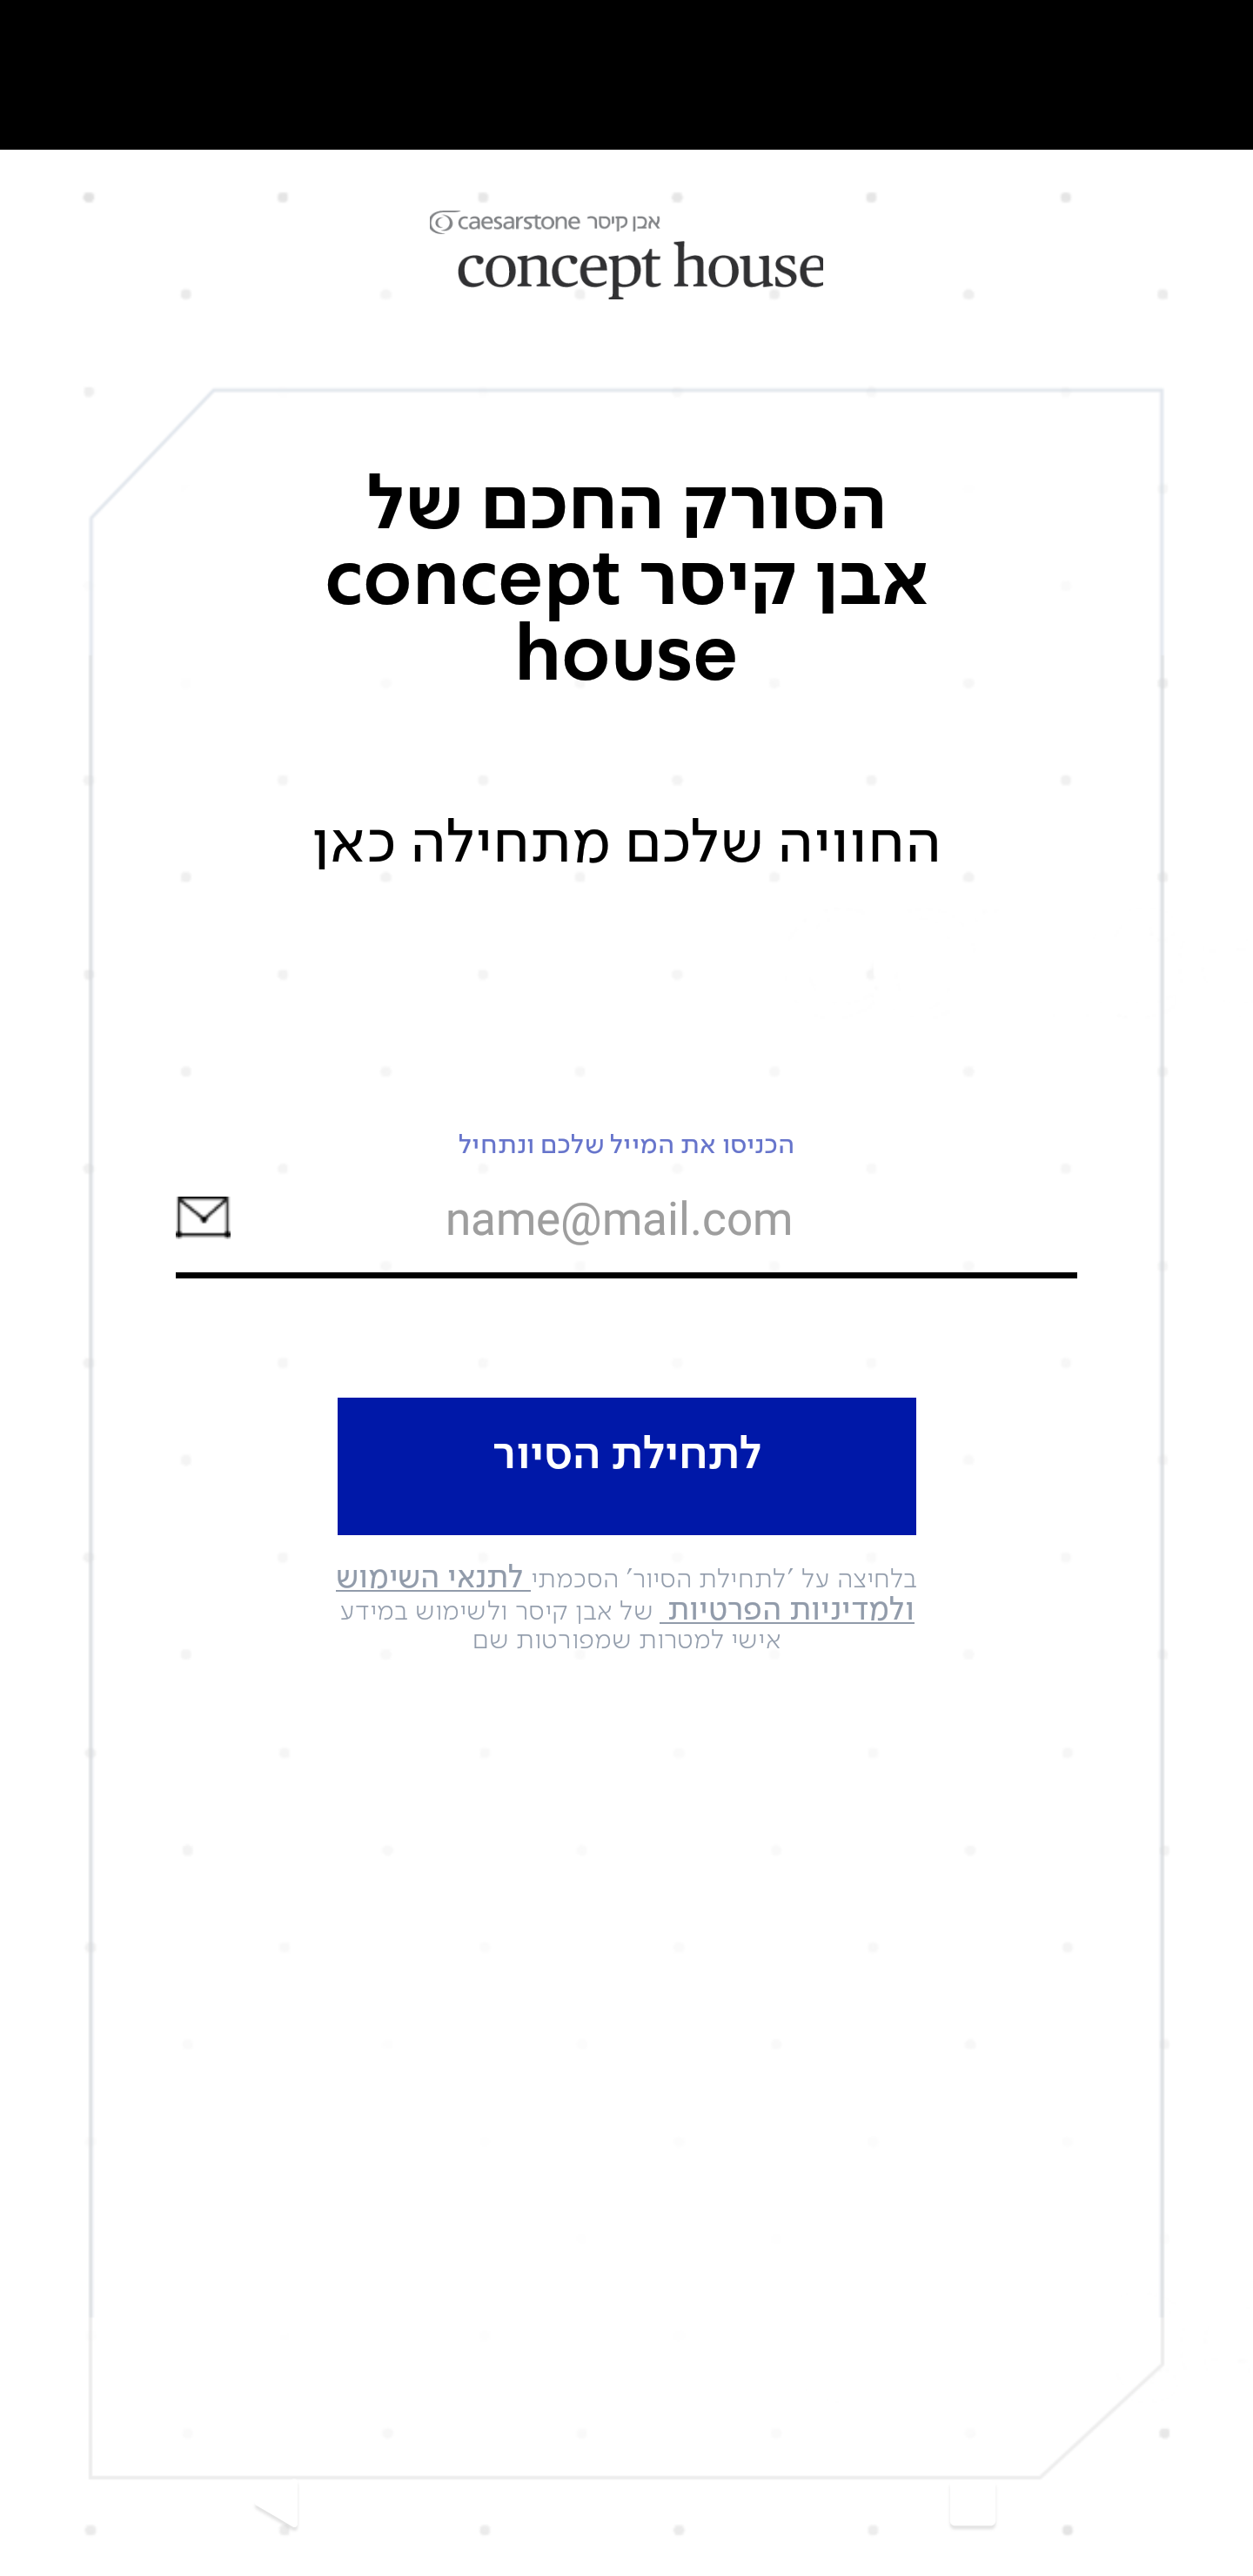 caesarstone אבן קיסר
concept house
הסורק החכם של
אבן קיסר concept
house
החוויה שלכם מתחילה כאן
הכניסו את המייל שלכם ונתחיל
name@mail.com
לתחילת הסיור
בלחיצה על 'לתחילת הסיור' הסכמתי לתנאי השימוש
ולמדיניות הפרטיות של אבן קיסר ולשימוש במידע
אישי למטרות שמפורטות שם